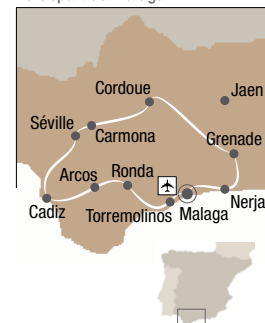 Cordoue
Jaen
Séville
Carmona
Grenade
Arcos
Ronda
Cadiz
Torremolinos
Malaga
Nerja